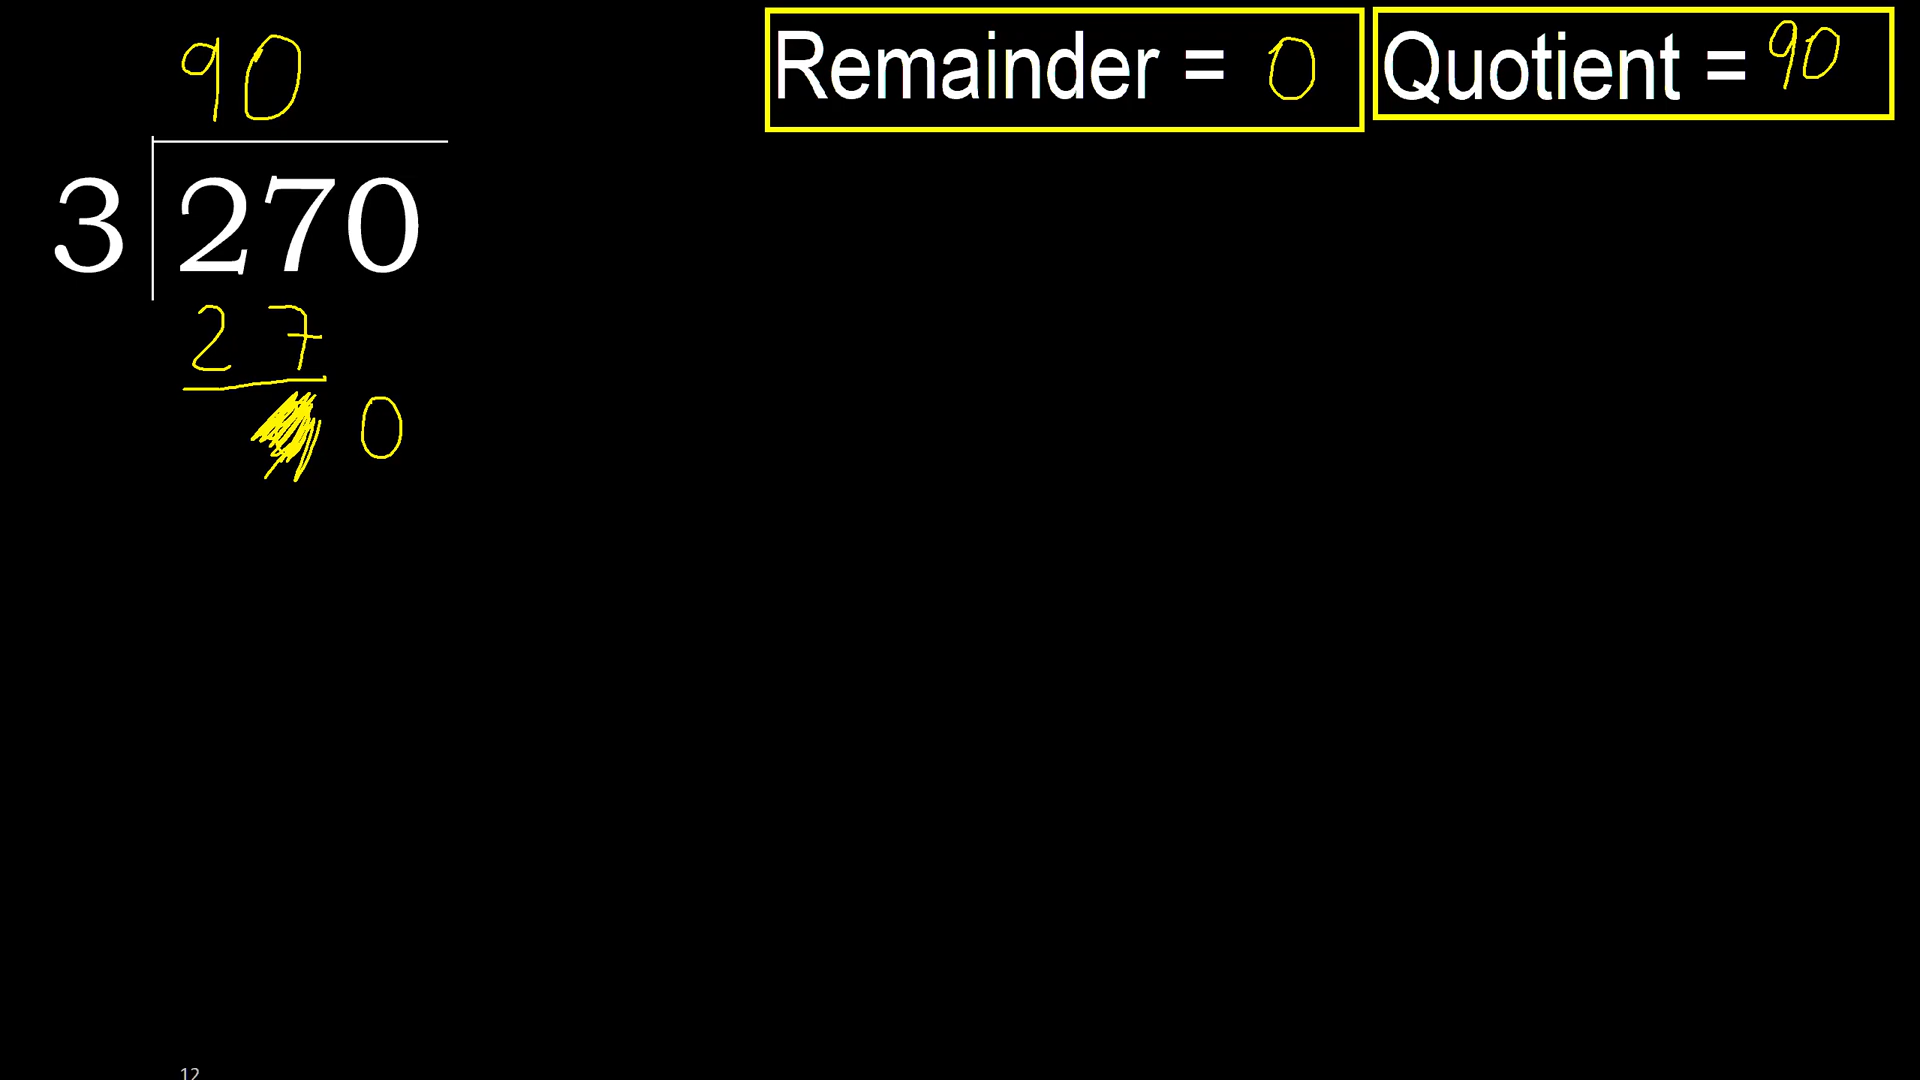 90
Remainder = 0
Quotient = 90
3 270
27
0
12